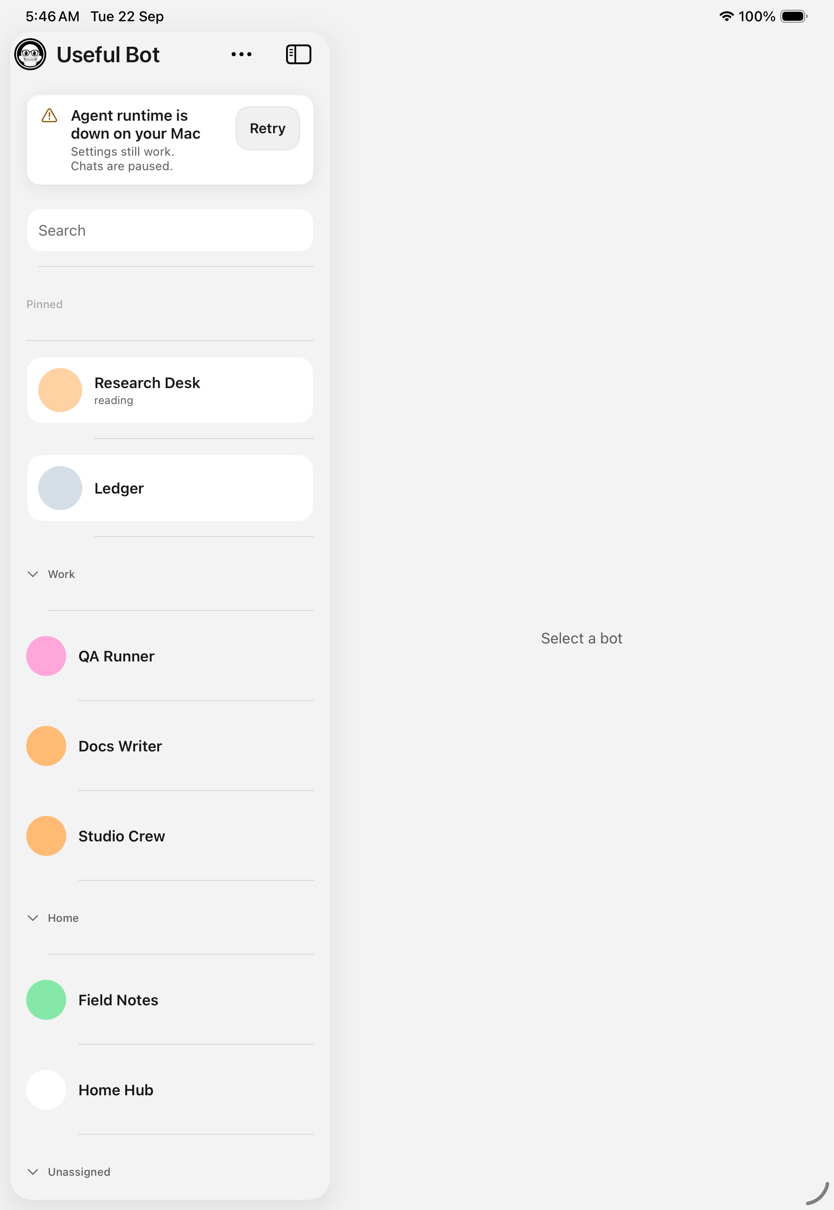 5:46 AM Tue 22 Sep
100%
Useful Bot
Agent runtime is
down on your Mac
Settings still work.
Chats are paused.
Retry
Search
Pinned
Research Desk
reading
Ledger
Work
QA Runner
Select a bot
Docs Writer
Studio Crew
Home
Field Notes
Home Hub
Unassigned